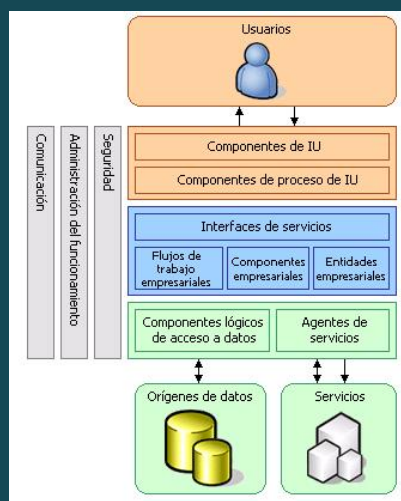 Usuarios
Comunicación
Administración del funcionamiento
Seguridad
Componentes de IU
Componentes de proceso de IU
Interfaces de servicios
Flujos de
trabajo
empresariales
Componentes
empresariales
Entidades
empresariales
Componentes lógicos
de acceso a datos
Agentes de
servicios
Orígenes de datos
Servicios